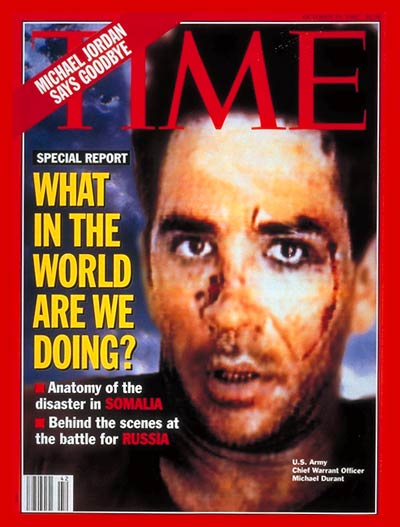 MICHAEL JORDAN
SAYS GOODBYE
TIME
SPECIAL REPORT
WHAT
IN THE
WORLD
ARE WE
DOING?
Anatomy of the
disaster in SOMALIA
Behind the scenes at
the battle for RUSSIA
U.S. Army
Chief Warrant Officer
Michael Durant
42